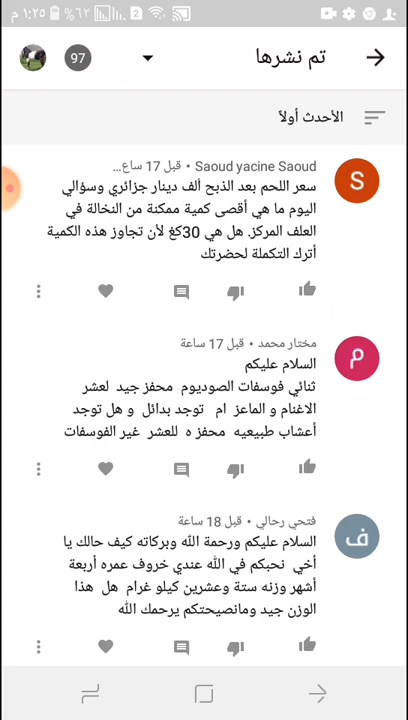 م ١:٢٥ %٦٢ 2
تم نشرها 97
الأحدث أولاً
Saoud yacine Saoud • قبل 17 ساع...
سعر اللحم بعد الذبح ألف دينار جزائري وسؤالي
اليوم ما هي أقصى كمية ممكنة من النخالة في
العلف المركز. هل هي 30كغ لأن تجاوز هذه الكمية
أترك التكملة لحضرتك
S
مختار محمد • قبل 17 ساعة
السلام عليكم
ثنائي فوسفات الصوديوم محفز جيد لعشر
الاغنام و الماعز ام توجد بدائل و هل توجد
أعشاب طبيعيه محفز ه للعشر غير الفوسفات
م
فتحي رحالي • قبل 18 ساعة
السلام عليكم ورحمة الله وبركاته كيف حالك يا
أخي نحبكم في الله عندي خروف عمره أربعة
أشهر وزنه ستة وعشرين كيلو غرام هل هذا
الوزن جيد ومانصيحتكم يرحمك الله
ف